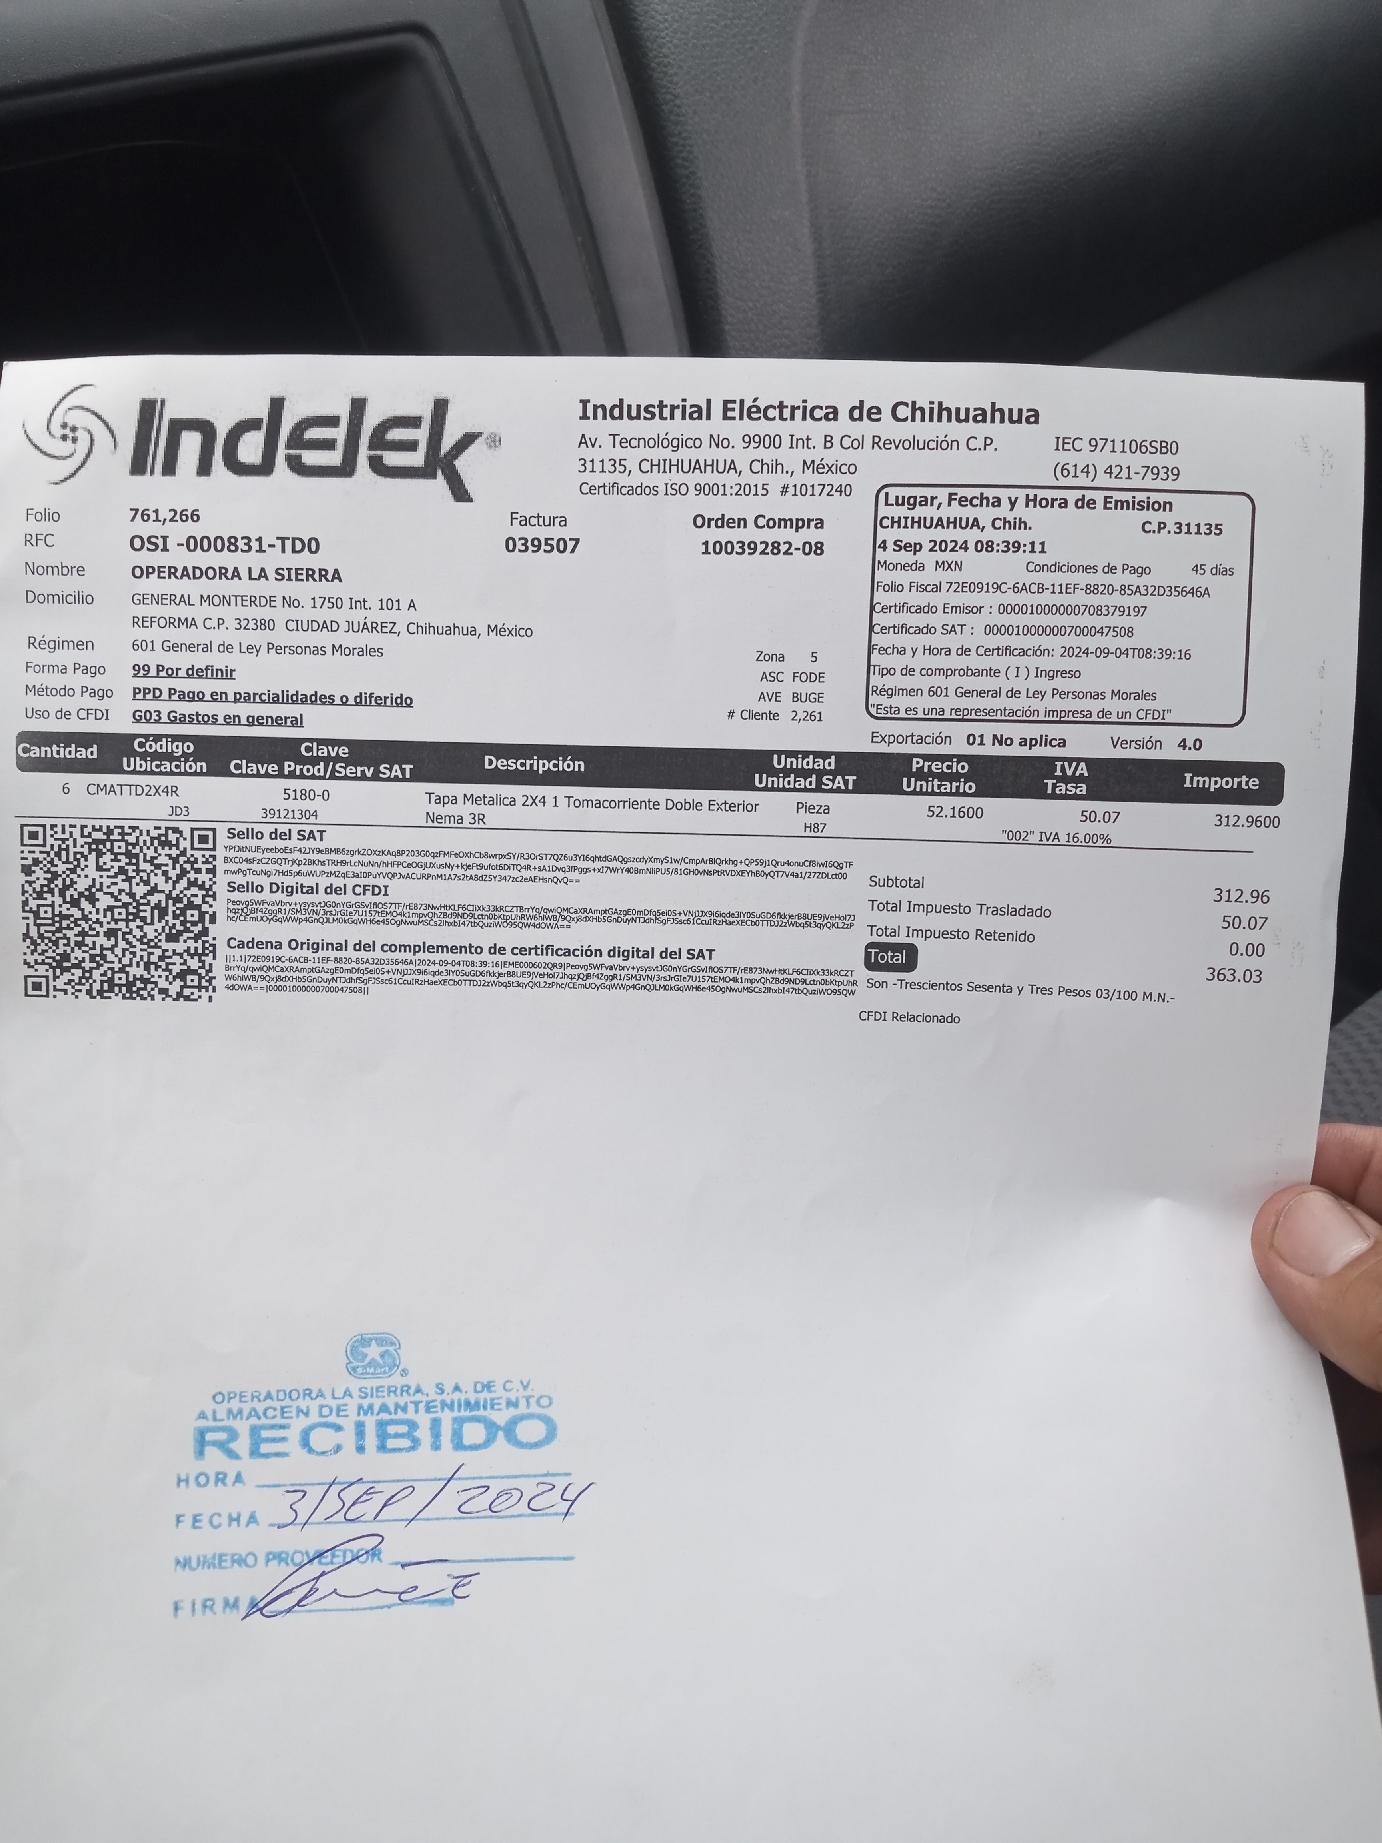 Indelek®
Industrial Eléctrica de Chihuahua
Av. Tecnológico No. 9900 Int. B Col Revolución C.P. IEC 971106SB0
31135, CHIHUAHUA, Chih., México (614) 421-7939
Certificados ISO 9001:2015 #1017240
Folio 761,266 Factura Orden Compra
RFC OSI -000831-TD0 039507 10039282-08
Nombre OPERADORA LA SIERRA
Domicilio GENERAL MONTERDE No. 1750 Int. 101 A
REFORMA C.P. 32380 CIUDAD JUÁREZ, Chihuahua, México
Régimen 601 General de Ley Personas Morales
Forma Pago 99 Por definir
Método Pago PPD Pago en parcialidades o diferido
Uso de CFDI G03 Gastos en general
Zona 5
ASC FODE
AVE BUGE
# Cliente 2,261
Lugar, Fecha y Hora de Emision
CHIHUAHUA, Chih. C.P.31135
4 Sep 2024 08:39:11
Moneda MXN Condiciones de Pago 45 días
Folio Fiscal 72E0919C-6ACB-11EF-8820-85A32D35646A
Certificado Emisor : 00001000000708379197
Certificado SAT : 00001000000700047508
Fecha y Hora de Certificación: 2024-09-04T08:39:16
Tipo de comprobante ( I ) Ingreso
Régimen 601 General de Ley Personas Morales
"Esta es una representación impresa de un CFDI"
Exportación 01 No aplica Versión 4.0
Cantidad Código Clave Descripción Unidad Precio IVA Importe
Ubicación Clave Prod/Serv SAT Unidad SAT Unitario Tasa
6 CMATTD2X4R 5180-0 Tapa Metalica 2X4 1 Tomacorriente Doble Exterior Pieza 52.1600 50.07 312.9600
JD3 39121304 Nema 3R H87 "002" IVA 16.00%
Sello del SAT
Sello Digital del CFDI
Cadena Original del complemento de certificación digital del SAT
Subtotal 312.96
Total Impuesto Trasladado 50.07
Total Impuesto Retenido 0.00
Total 363.03
Son -Trescientos Sesenta y Tres Pesos 03/100 M.N.-
CFDI Relacionado
S-Mart®
OPERADORA LA SIERRA, S.A. DE C.V.
ALMACEN DE MANTENIMIENTO
RECIBIDO
HORA
FECHA 3/SEP/2024
NUMERO PROVEEDOR
FIRMA